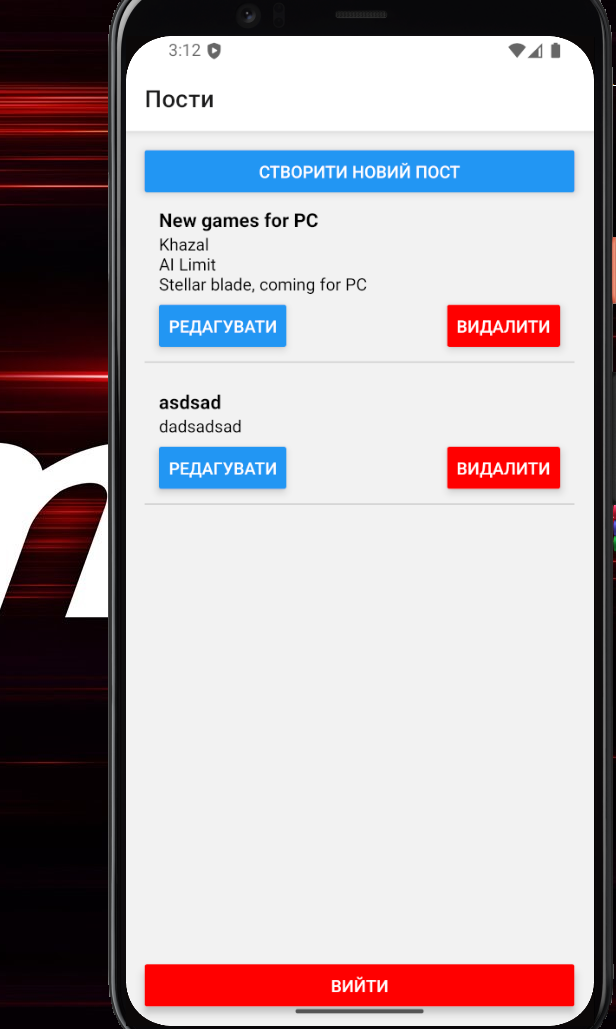 3:12
Пости
СТВОРИТИ НОВИЙ ПОСТ
New games for PC
Khazal
AI Limit
Stellar blade, coming for PC
РЕДАГУВАТИ ВИДАЛИТИ
asdsad
dadsadsad
РЕДАГУВАТИ ВИДАЛИТИ
ВИЙТИ